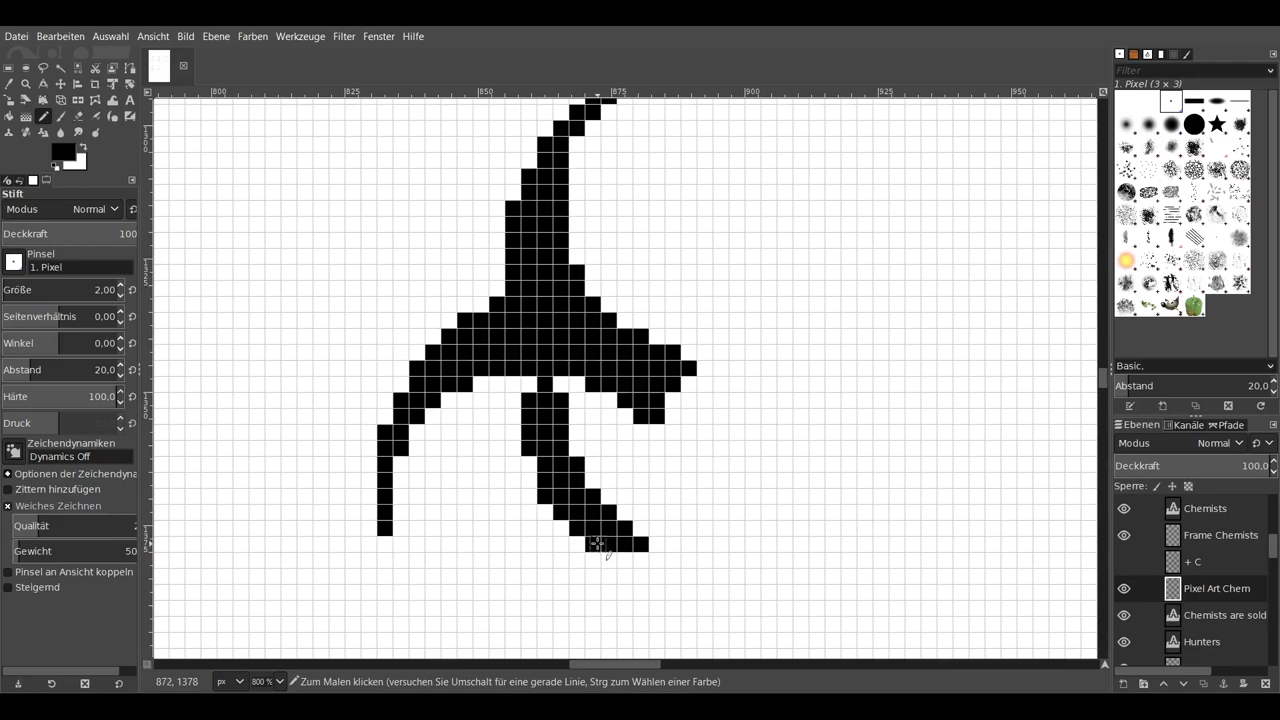 Datei Bearbeiten Auswahl Ansicht Bild Ebene Farben Werkzeuge Filter Fenster Hilfe
800 825 850 875 900 925 950
Stift
Modus Normal
Deckkraft 100
Pinsel
1. Pixel
Größe 2,00
Seitenverhältnis 0,00
Winkel 0,00
Abstand 20,0
Härte 100,0
Druck
Zeichendynamiken
Dynamics Off
Optionen der Zeichendyna
Zittern hinzufügen
Weiches Zeichnen
Qualität 2
Gewicht 50
Pinsel an Ansicht koppeln
Steigernd
872, 1378 px 800 % Zum Malen klicken (versuchen Sie Umschalt für eine gerade Linie, Strg zum Wählen einer Farbe)
Filter
1. Pixel (3 × 3)
Basic,
Abstand 20,0
Ebenen Kanäle Pfade
Modus Normal
Deckkraft 100,0
Sperre:
Chemists
Frame Chemists
+ C
Pixel Art Chem
Chemists are sold
Hunters